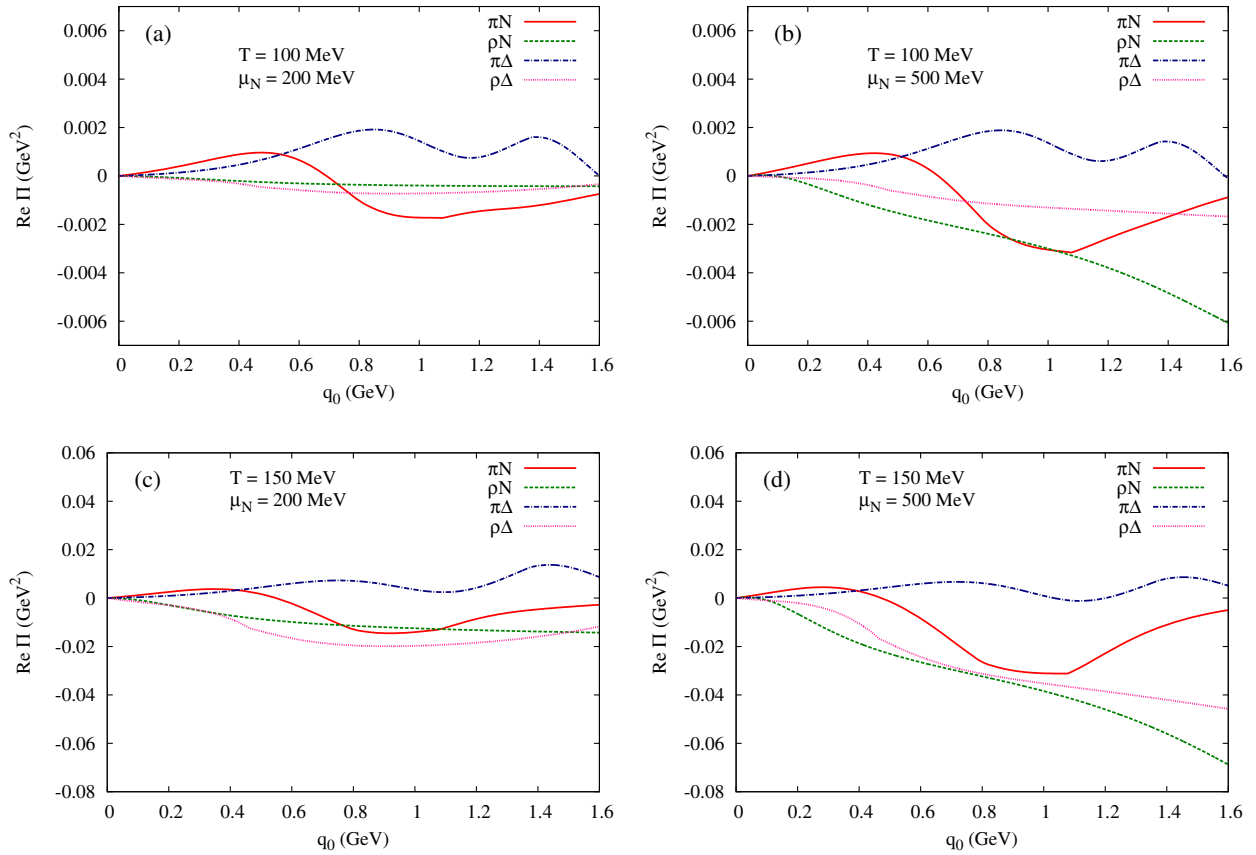 (a)
T = 100 MeV
μ_N = 200 MeV
πN
ρN
πΔ
ρΔ
0.006
0.004
0.002
0
-0.002
-0.004
-0.006
Re Π (GeV²)
0 0.2 0.4 0.6 0.8 1 1.2 1.4 1.6
q₀ (GeV)
(b)
T = 100 MeV
μ_N = 500 MeV
πN
ρN
πΔ
ρΔ
0.006
0.004
0.002
0
-0.002
-0.004
-0.006
Re Π (GeV²)
0 0.2 0.4 0.6 0.8 1 1.2 1.4 1.6
q₀ (GeV)
(c)
T = 150 MeV
μ_N = 200 MeV
πN
ρN
πΔ
ρΔ
0.06
0.04
0.02
0
-0.02
-0.04
-0.06
-0.08
Re Π (GeV²)
0 0.2 0.4 0.6 0.8 1 1.2 1.4 1.6
q₀ (GeV)
(d)
T = 150 MeV
μ_N = 500 MeV
πN
ρN
πΔ
ρΔ
0.06
0.04
0.02
0
-0.02
-0.04
-0.06
-0.08
Re Π (GeV²)
0 0.2 0.4 0.6 0.8 1 1.2 1.4 1.6
q₀ (GeV)